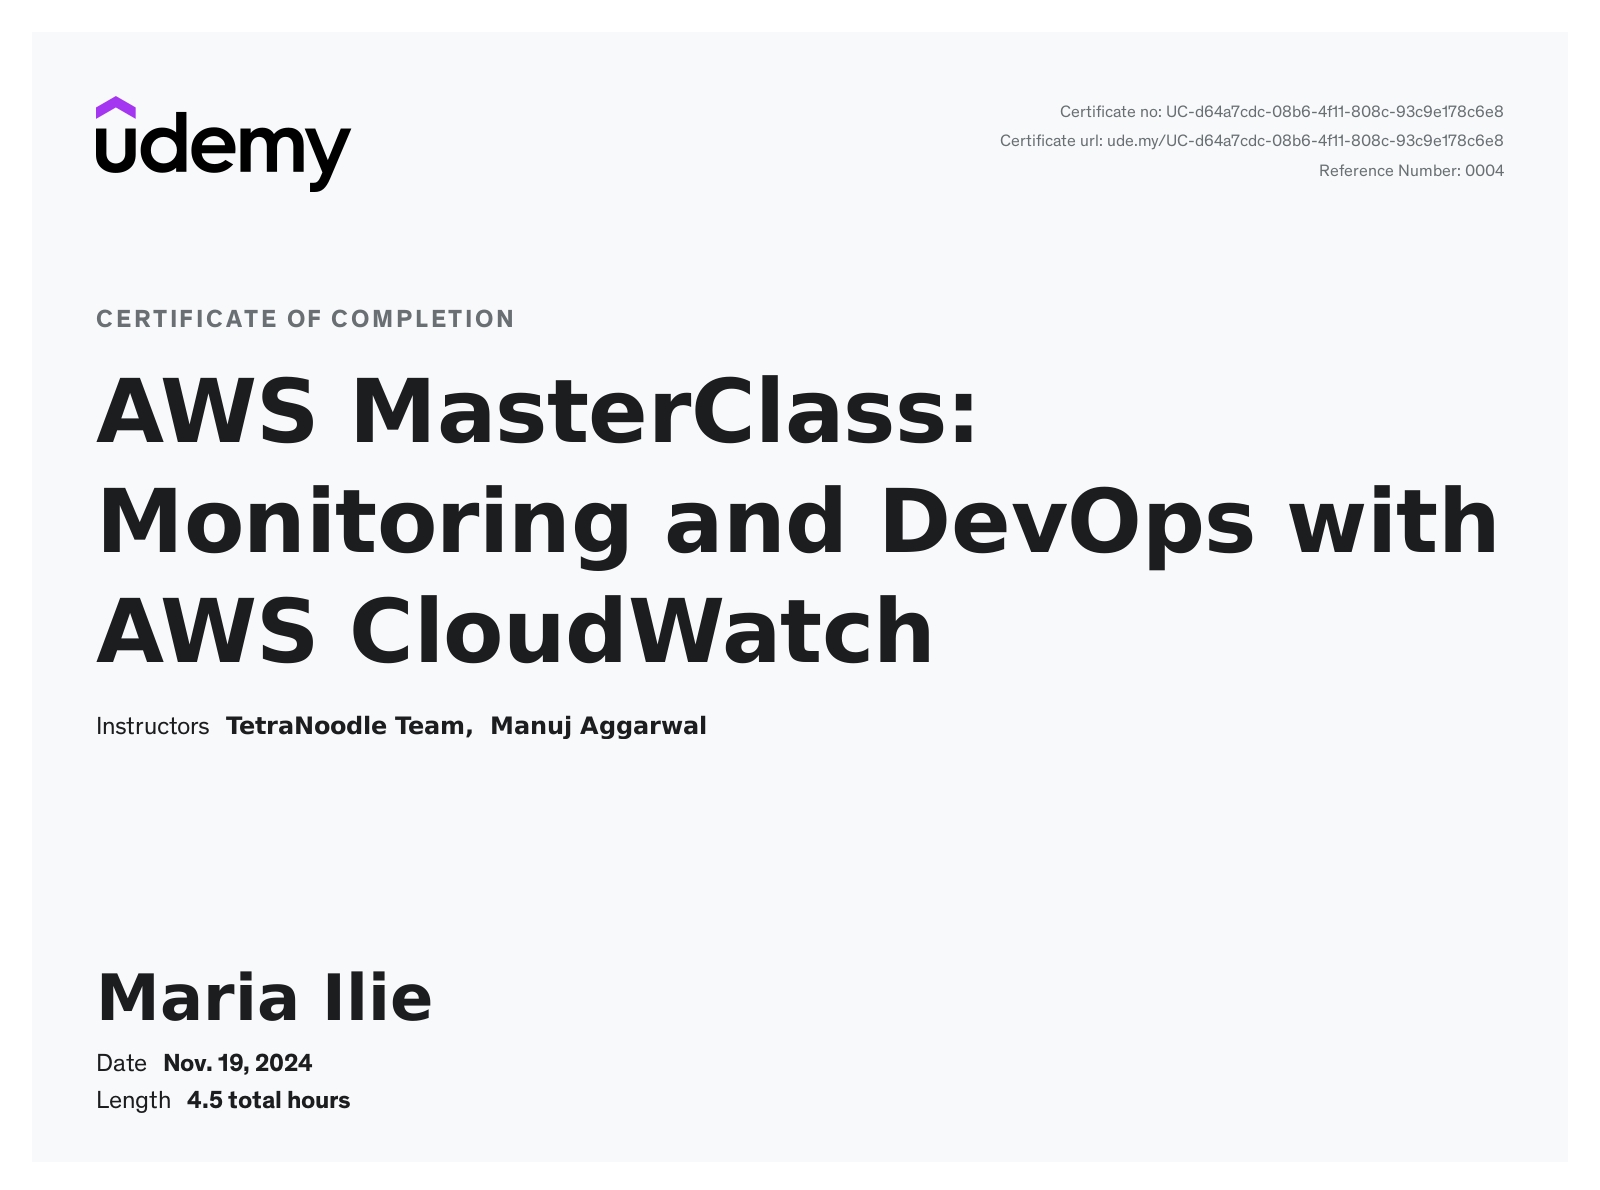 udemy
Certificate no: UC-d64a7cdc-08b6-4f11-808c-93c9e178c6e8
Certificate url: ude.my/UC-d64a7cdc-08b6-4f11-808c-93c9e178c6e8
Reference Number: 0004
CERTIFICATE OF COMPLETION
AWS MasterClass:
Monitoring and DevOps with
AWS CloudWatch
Instructors TetraNoodle Team, Manuj Aggarwal
Maria Ilie
Date Nov. 19, 2024
Length 4.5 total hours